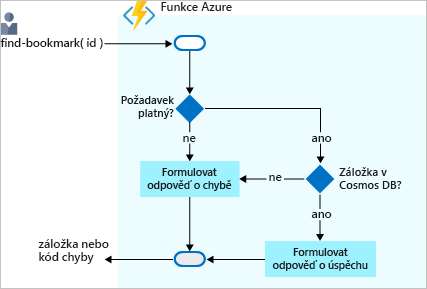 Funkce Azure
find-bookmark( id )
Požadavek
platný?
ne
ano
Formulovat
odpověď o chybě
ne
Záložka v
Cosmos DB?
ano
záložka nebo
kód chyby
Formulovat
odpověď o úspěchu